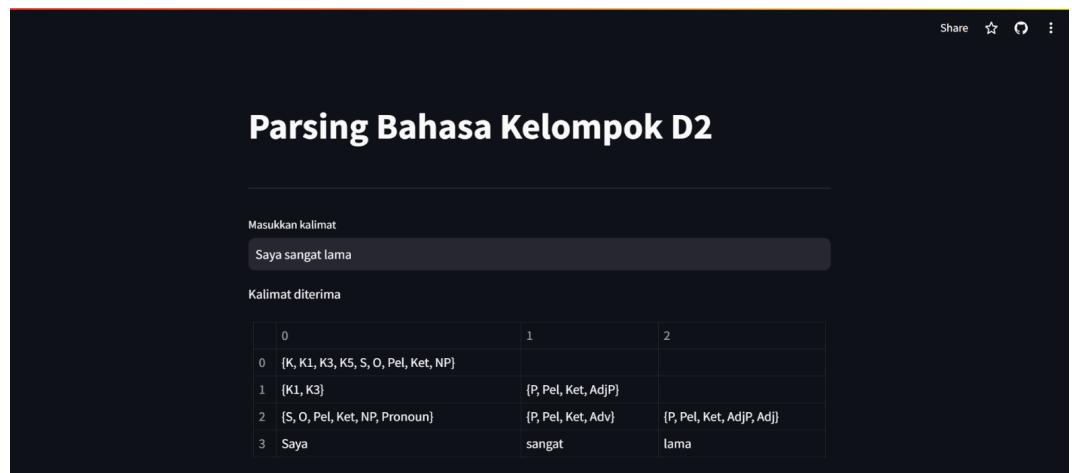 Share
Parsing Bahasa Kelompok D2
Masukkan kalimat
Saya sangat lama
Kalimat diterima
0 1 2
0 {K, K1, K3, K5, S, O, Pel, Ket, NP}
1 {K1, K3} {P, Pel, Ket, AdjP}
2 {S, O, Pel, Ket, NP, Pronoun} {P, Pel, Ket, Adv} {P, Pel, Ket, AdjP, Adj}
3 Saya sangat lama